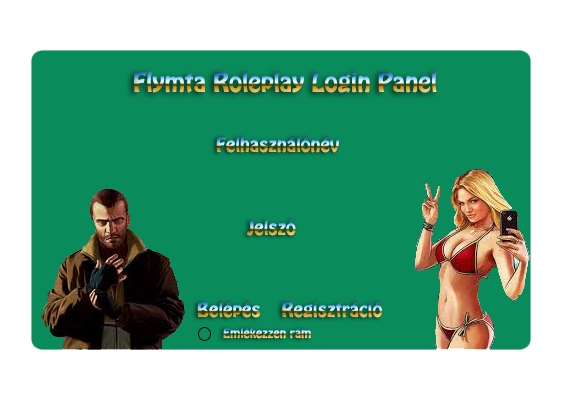 Flymta Roleplay Login Panel
Felhasználónév
Jelszó
Belépés Regisztráció
Emlékezzen rám